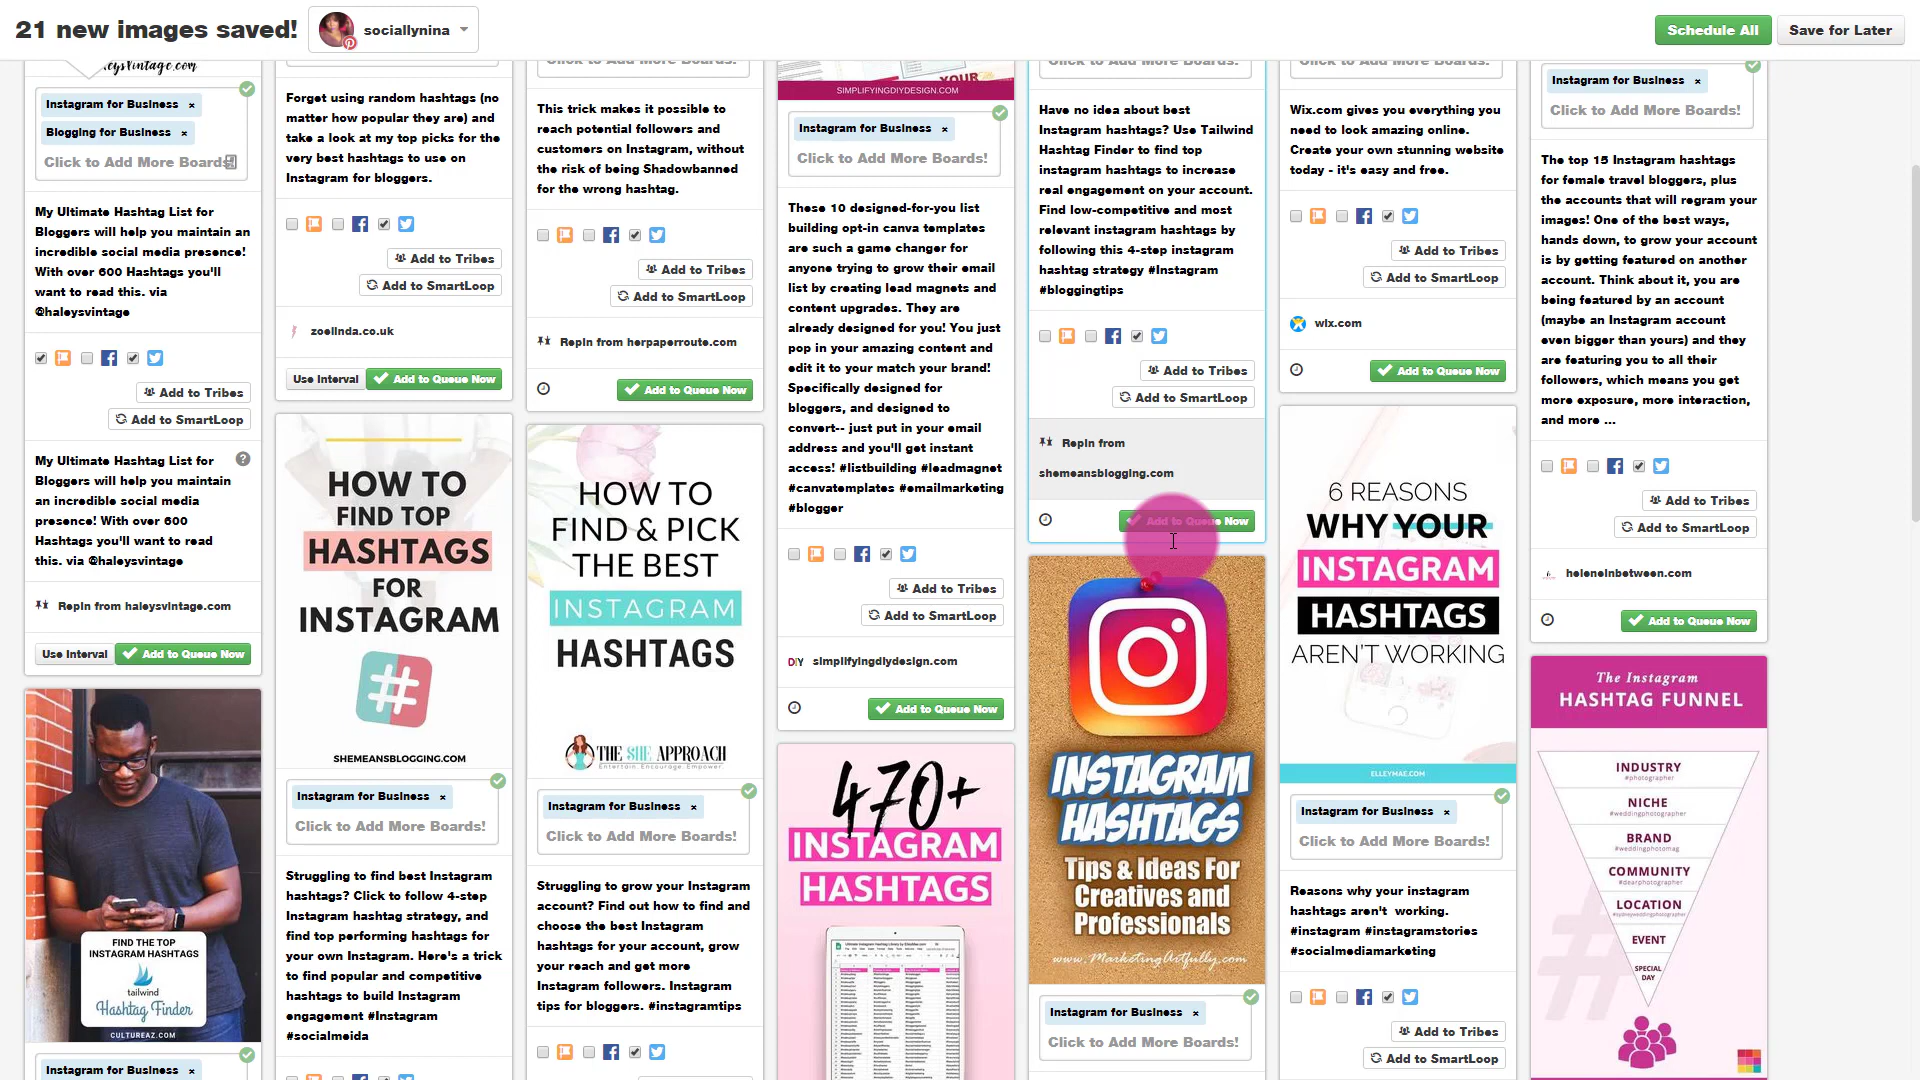 21 new images saved!
sociallynina
Schedule All
Save for Later
Instagram for Business ×
Blogging for Business ×
Click to Add More Boards
My Ultimate Hashtag List for
Bloggers will help you maintain an
incredible social media presence!
With over 600 Hashtags you'll
want to read this. via
@haleysvintage
Add to Tribes
Add to SmartLoop
My Ultimate Hashtag List for
Bloggers will help you maintain
an incredible social media
presence! With over 600
Hashtags you'll want to read
this. via @haleysvintage
Repin from haleysvintage.com
Use Interval
Add to Queue Now
FIND THE TOP
INSTAGRAM HASHTAGS
tailwind
Hashtag Finder
CULTUREAZ.COM
Instagram for Business ×
Forget using random hashtags (no
matter how popular they are) and
take a look at my top picks for the
very best hashtags to use on
Instagram for bloggers.
Add to Tribes
Add to SmartLoop
zoelinda.co.uk
Use Interval
Add to Queue Now
HOW TO
FIND TOP
HASHTAGS
FOR
INSTAGRAM
#
SHEMEANSBLOGGING.COM
Instagram for Business ×
Click to Add More Boards!
Struggling to find best Instagram
hashtags? Click to follow 4-step
Instagram hashtag strategy, and
find top performing hashtags for
your own Instagram. Here's a trick
to find popular and competitive
hashtags to build Instagram
engagement #Instagram
#socialmedia
Click to Add More Boards!
This trick makes it possible to
reach potential followers and
customers on Instagram, without
the risk of being Shadowbanned
for the wrong hashtag.
Add to Tribes
Add to SmartLoop
Repin from herpaperroute.com
Add to Queue Now
HOW TO
FIND & PICK
THE BEST
INSTAGRAM
HASHTAGS
THE SHE APPROACH
Entertain. Encourage. Empower.
Instagram for Business ×
Click to Add More Boards!
Struggling to grow your Instagram
account? Find out how to find and
choose the best Instagram
hashtags for your account, grow
your reach and get more
Instagram followers. Instagram
tips for bloggers. #instagramtips
YOUR
SIMPLIFYINGDIYDESIGN.COM
Instagram for Business ×
Click to Add More Boards!
These 10 designed-for-you list
building opt-in canva templates
are such a game changer for
anyone trying to grow their email
list by creating lead magnets and
content upgrades. They are
already designed for you! You just
pop in your amazing content and
edit it to your match your brand!
Specifically designed for
bloggers, and designed to
convert-- just put in your email
address and you'll get instant
access! #listbuilding #leadmagnet
#canvatemplates #emailmarketing
#blogger
Add to Tribes
Add to SmartLoop
DIY simplifyingdiydesign.com
Add to Queue Now
470+
INSTAGRAM
HASHTAGS
Click to Add More Boards!
Have no idea about best
Instagram hashtags? Use Tailwind
Hashtag Finder to find top
instagram hashtags to increase
real engagement on your account.
Find low-competitive and most
relevant instagram hashtags by
following this 4-step instagram
hashtag strategy #Instagram
#bloggingtips
Add to Tribes
Add to SmartLoop
Repin from
shemeansblogging.com
Add to Queue Now
INSTAGRAM
HASHTAGS
Tips & Ideas For
Creatives and
Professionals
www.MarketingArtfully.com
Instagram for Business ×
Click to Add More Boards!
Click to Add More Boards!
Wix.com gives you everything you
need to look amazing online.
Create your own stunning website
today - it's easy and free.
Add to Tribes
Add to SmartLoop
wix.com
Add to Queue Now
6 REASONS
WHY YOUR
INSTAGRAM
HASHTAGS
AREN'T WORKING
ELLEYMAE.COM
Instagram for Business ×
Click to Add More Boards!
Reasons why your instagram
hashtags aren't working.
#instagram #instagramstories
#socialmediamarketing
Add to Tribes
Add to SmartLoop
Instagram for Business ×
Click to Add More Boards!
The top 15 Instagram hashtags
for female travel bloggers, plus
the accounts that will regram your
images! One of the best ways,
hands down, to grow your account
is by getting featured on another
account. Think about it, you are
being featured by an account
(maybe an Instagram account
even bigger than yours) and they
are featuring you to all their
followers, which means you get
more exposure, more interaction,
and more ...
Add to Tribes
Add to SmartLoop
heleneinbetween.com
Add to Queue Now
The Instagram
HASHTAG FUNNEL
INDUSTRY
#photographer
NICHE
#weddingphotographer
BRAND
#weddingphotomag
COMMUNITY
#dearphotographer
LOCATION
#sydneyweddingphotographer
EVENT
SPECIAL
DAY